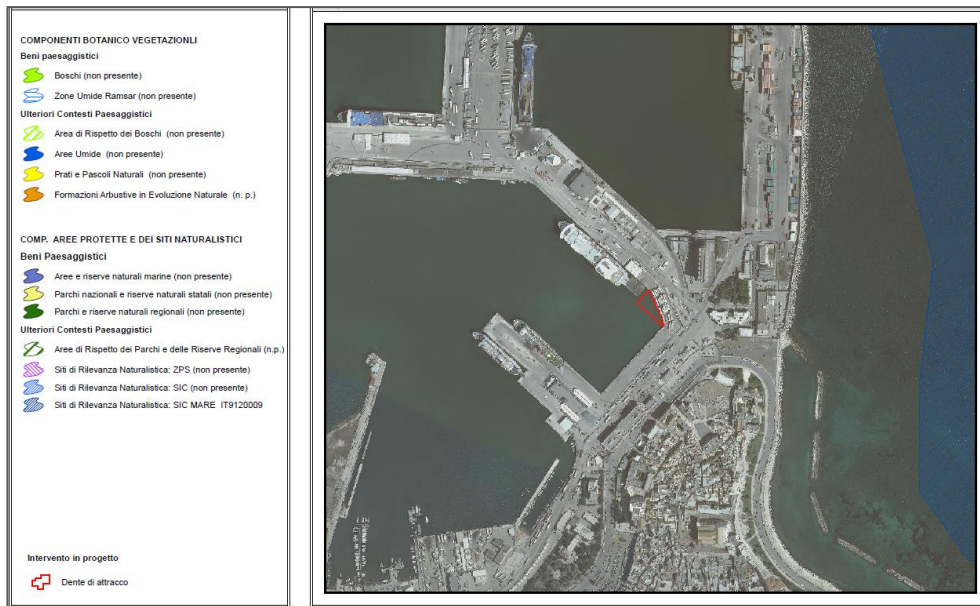 COMPONENTI BOTANICO VEGETAZIONLI
Beni paesaggistici
Boschi (non presente)
Zone Umide Ramsar (non presente)
Ulteriori Contesti Paesaggistici
Area di Rispetto dei Boschi (non presente)
Aree Umide (non presente)
Prati e Pascoli Naturali (non presente)
Formazioni Arbustive in Evoluzione Naturale (n. p.)
COMP. AREE PROTETTE E DEI SITI NATURALISTICI
Beni Paesaggistici
Aree e riserve naturali marine (non presente)
Parchi nazionali e riserve naturali statali (non presente)
Parchi e riserve naturali regionali (non presente)
Ulteriori Contesti Paesaggistici
Aree di Rispetto dei Parchi e delle Riserve Regionali (n.p.)
Siti di Rilevanza Naturalistica: ZPS (non presente)
Siti di Rilevanza Naturalistica: SIC (non presente)
Siti di Rilevanza Naturalistica: SIC MARE IT9120009
Intervento in progetto
Dente di attracco